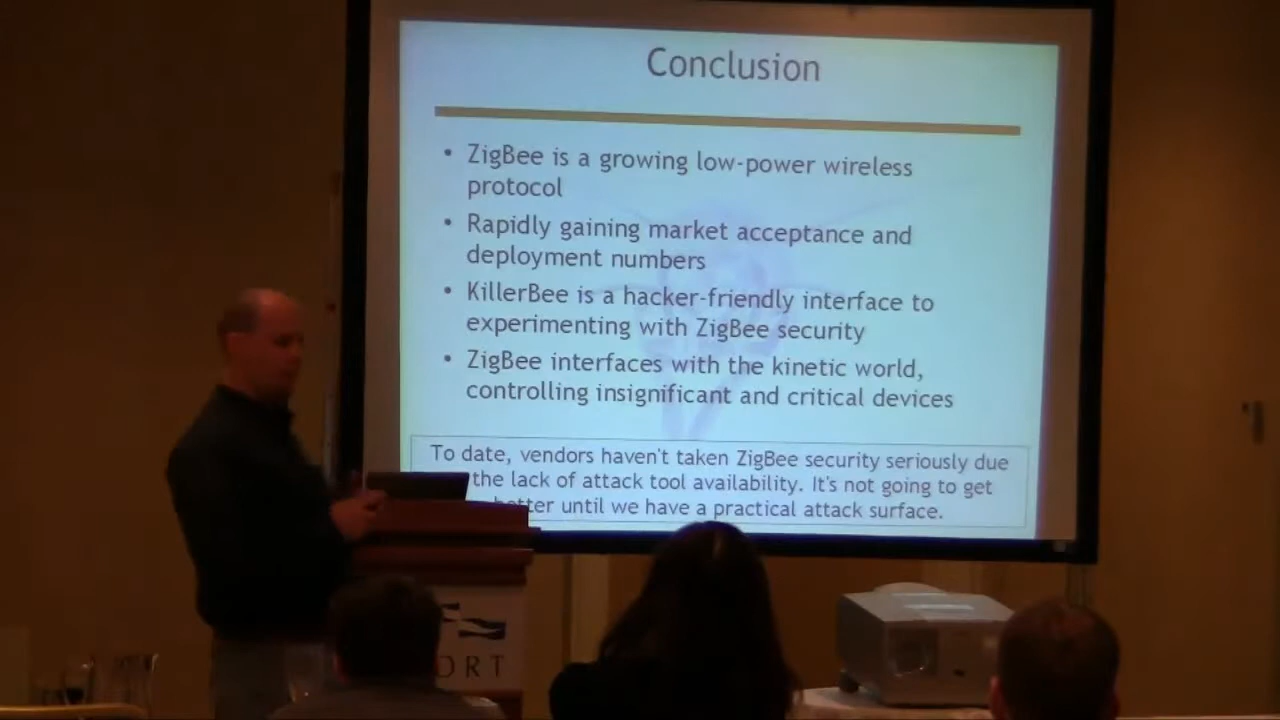 Conclusion
• ZigBee is a growing low-power wireless
protocol
• Rapidly gaining market acceptance and
deployment numbers
• KillerBee is a hacker-friendly interface to
experimenting with ZigBee security
• ZigBee interfaces with the kinetic world,
controlling insignificant and critical devices
To date, vendors haven't taken ZigBee security seriously due
the lack of attack tool availability. It's not going to get
better until we have a practical attack surface.
ORT